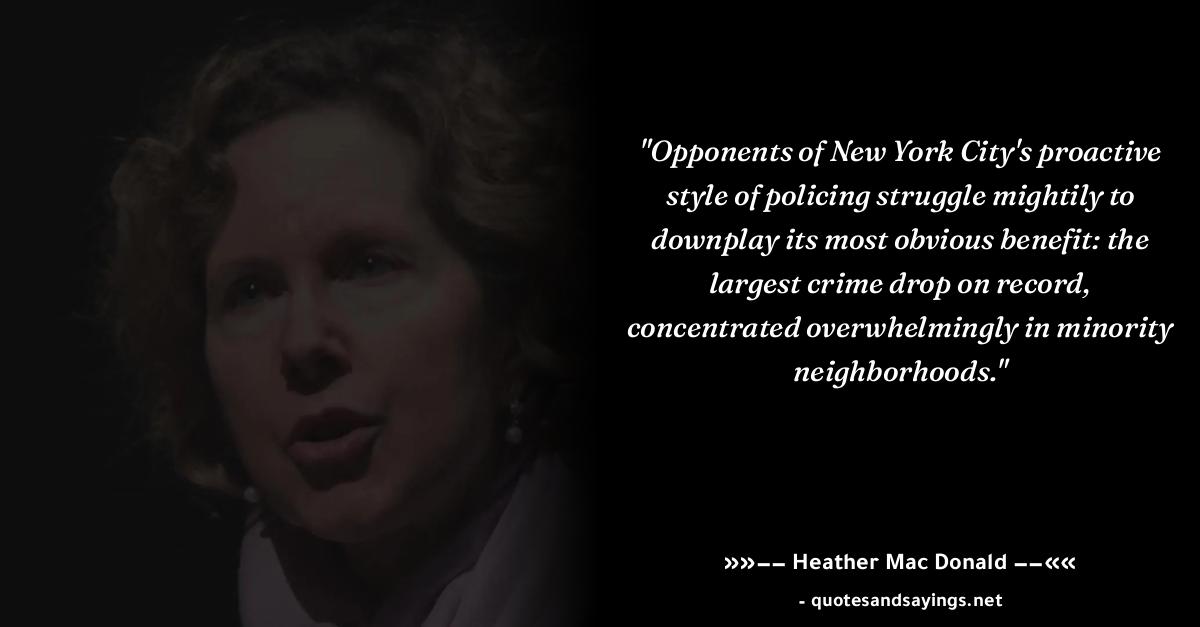 "Opponents of New York City's proactive
style of policing struggle mightily to
downplay its most obvious benefit: the
largest crime drop on record,
concentrated overwhelmingly in minority
neighborhoods."
»»−− Heather Mac Donald −−««
- quotesandsayings.net